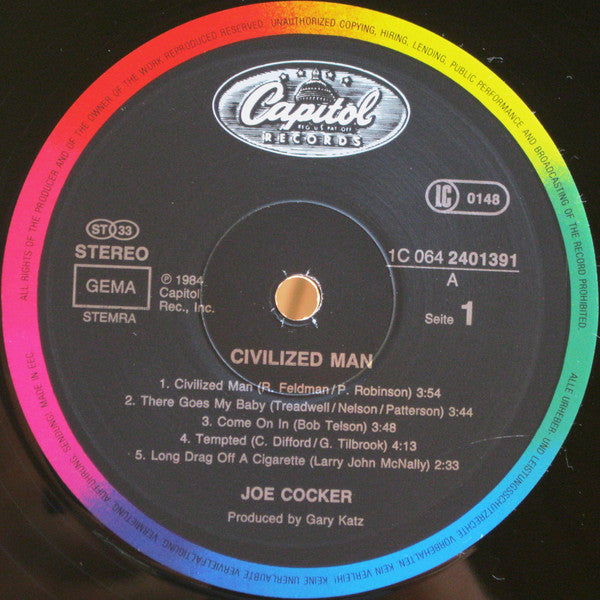 ALL RIGHTS OF THE PRODUCER AND OF THE OWNER OF THE WORK REPRODUCED RESERVED. UNAUTHORIZED COPYING, HIRING, LENDING, PUBLIC PERFORMANCE AND BROADCASTING OF THE RECORD PROHIBITED.
Capitol
REG. U.S. PAT. OFF.
RECORDS
LC 0148
ST 33
STEREO
GEMA
STEMRA
℗ 1984
Capitol
Rec., Inc.
1C 064 2401391
A
Seite 1
CIVILIZED MAN
1. Civilized Man (R. Feldman/P. Robinson) 3:54
2. There Goes My Baby (Treadwell/Nelson/Patterson) 3:44
3. Come On In (Bob Telson) 3:48
4. Tempted (C. Difford/G. Tilbrook) 4:13
5. Long Drag Off A Cigarette (Larry John McNally) 2:33
JOE COCKER
Produced by Gary Katz
ALLE URHEBER- UND LEISTUNGSSCHUTZRECHTE VORBEHALTEN. KEIN VERLEIH! KEINE UNERLAUBTE VERVIELFÄLTIGUNG, VERMIETUNG, AUFFÜHRUNG, SENDUNG! MADE IN EEC.